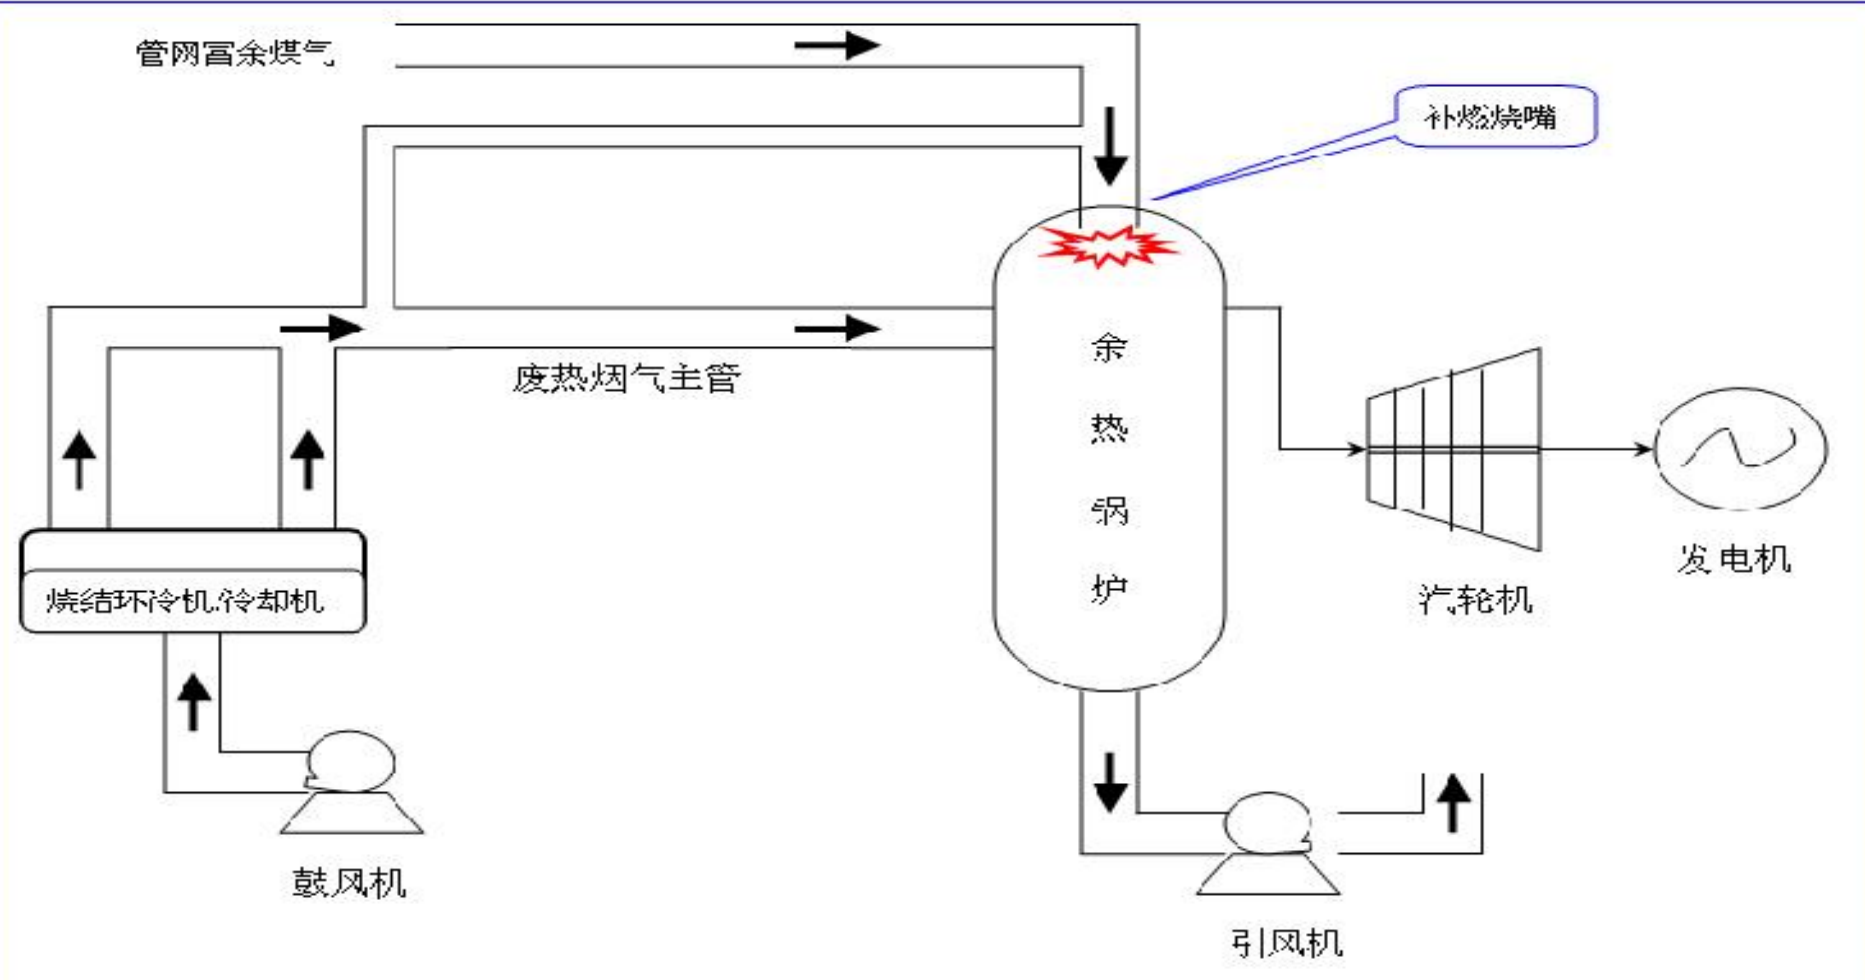 管网富余煤气
补燃烧嘴
废热烟气主管
余
热
锅
炉
烧结环冷机冷却机
汽轮机
发电机
鼓风机
引风机